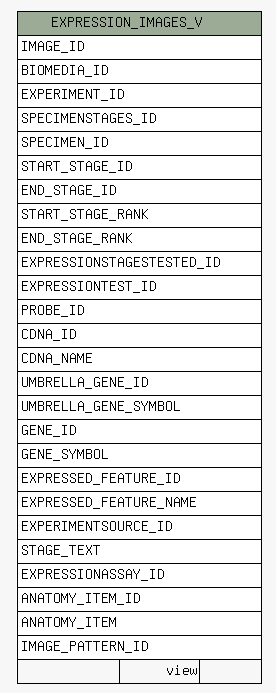 EXPRESSION_IMAGES_V
IMAGE_ID
BIOMEDIA_ID
EXPERIMENT_ID
SPECIMENSTAGES_ID
SPECIMEN_ID
START_STAGE_ID
END_STAGE_ID
START_STAGE_RANK
END_STAGE_RANK
EXPRESSIONSTAGESTESTED_ID
EXPRESSIONTEST_ID
PROBE_ID
CDNA_ID
CDNA_NAME
UMBRELLA_GENE_ID
UMBRELLA_GENE_SYMBOL
GENE_ID
GENE_SYMBOL
EXPRESSED_FEATURE_ID
EXPRESSED_FEATURE_NAME
EXPERIMENTSOURCE_ID
STAGE_TEXT
EXPRESSIONASSAY_ID
ANATOMY_ITEM_ID
ANATOMY_ITEM
IMAGE_PATTERN_ID
view